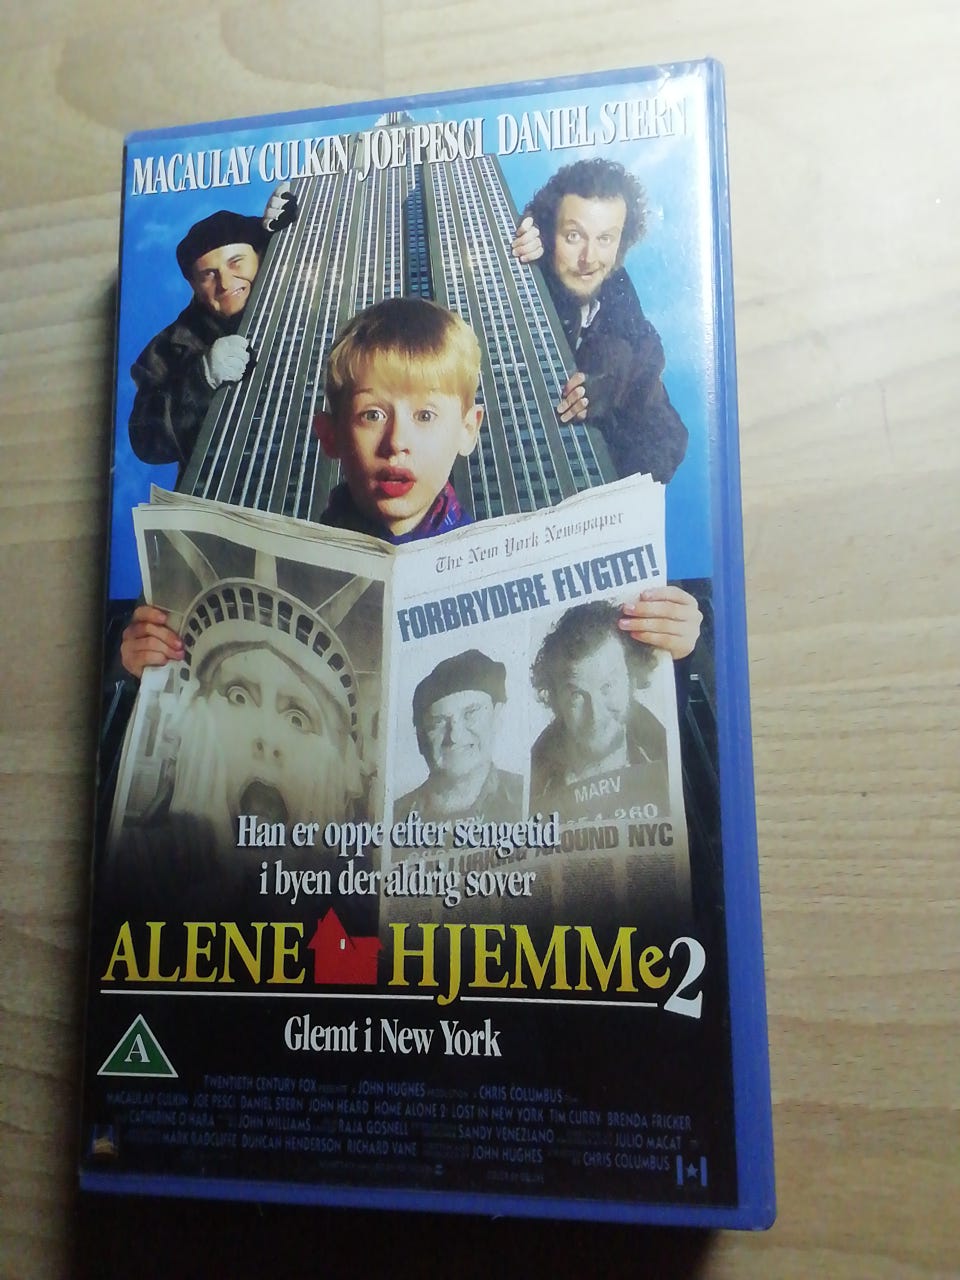 MACAULAY CULKIN JOE PESCI DANIEL STERN
The New York Newspaper
FORBRYDERE FLYGTET!
MARV
260
LURKING AROUND NYC
Han er oppe efter sengetid
i byen der aldrig sover
ALENE HJEMMe 2
Glemt i New York
A
TWENTIETH CENTURY FOX JOHN HUGHES PRODUCTION CHRIS COLUMBUS
MACAULAY CULKIN JOE PESCI DANIEL STERN JOHN HEARD HOME ALONE 2 LOST IN NEW YORK TIM CURRY BRENDA FRICKER
CATHERINE O'HARA JOHN WILLIAMS RAJA GOSNELL SANDY VENEZIANO JULIO MACAT
MARK RADCLIFFE DUNCAN HENDERSON RICHARD VANE JOHN HUGHES CHRIS COLUMBUS